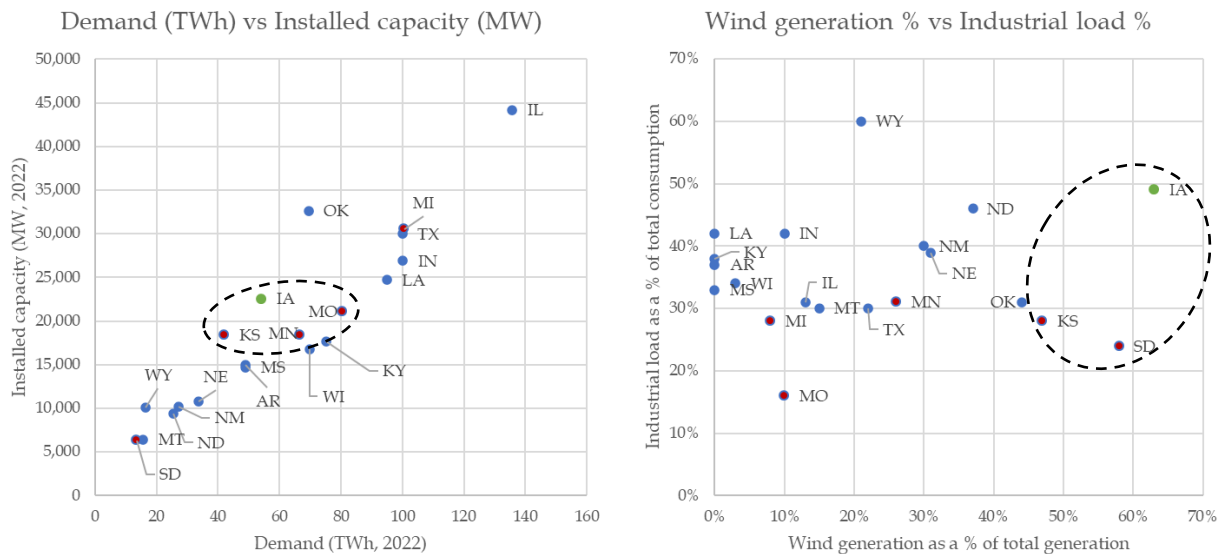 Demand (TWh) vs Installed capacity (MW)
50,000
45,000
40,000
35,000
30,000
25,000
20,000
15,000
10,000
5,000
0
0 20 40 60 80 100 120 140 160
Installed capacity (MW, 2022)
Demand (TWh, 2022)
IL
OK
MI
TX
IN
LA
IA
MO
KS
MN
MS
KY
WY
NE
AR
WI
NM
MT
ND
SD
Wind generation % vs Industrial load %
70%
60%
50%
40%
30%
20%
10%
0%
0% 10% 20% 30% 40% 50% 60% 70%
Industrial load as a % of total consumption
Wind generation as a % of total generation
WY
IA
ND
LA
IN
KY
NM
AR
NE
WI
MS
IL
MN
OK
MT
TX
MI
KS
SD
MO